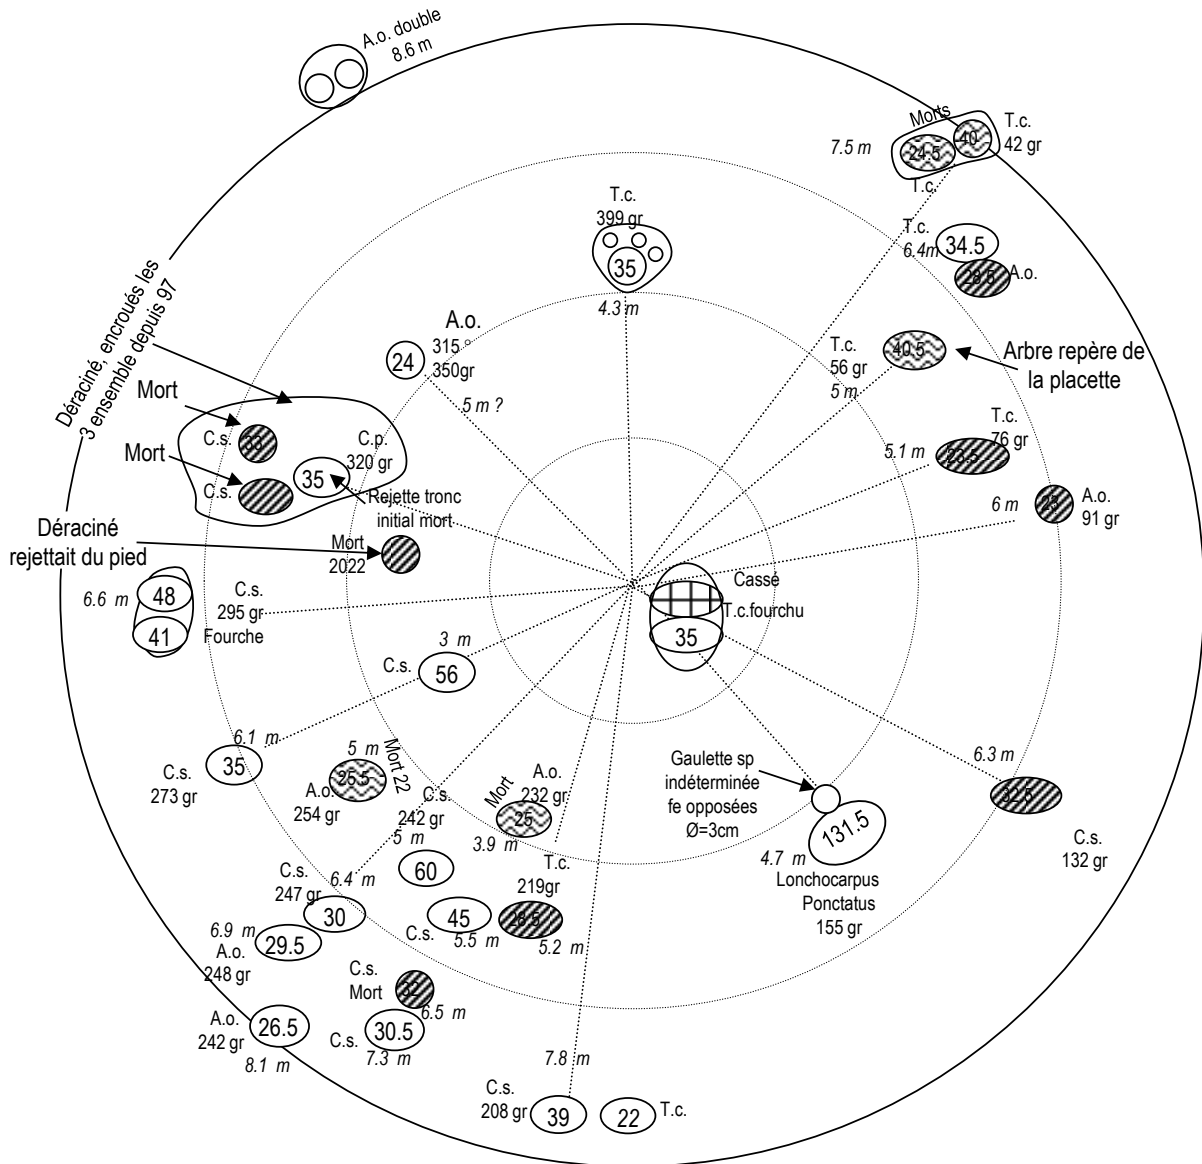 A.o. double
8.6 m
Morts
24.5
40
T.c.
42 gr
7.5 m
T.c.
T.c.
399 gr
35
4.3 m
T.c.
6.4m
34.5
28.5
A.o.
Déraciné, encroués les
3 ensemble depuis 97
A.o.
315 °
350gr
24
5 m ?
T.c.
56 gr
5 m
40.5
Arbre repère de
la placette
T.c.
76 gr
5.1 m
23.5
Mort
C.s.
33
Mort
C.s.
35
C.p.
320 gr
Rejette tronc
initial mort
6 m
23
A.o.
91 gr
Déraciné
rejettait du pied
Mort
2022
6.6 m
48
41
C.s.
295 gr
Fourche
Cassé
T.c.fourchu
35
3 m
C.s.
56
6.1 m
35
C.s.
273 gr
5 m
Mort 22
25.5
A.o.
254 gr
C.s.
242 gr
5 m
60
Mort
A.o.
232 gr
25
3.9 m
Gaulette sp
indéterminée
fe opposées
Ø=3cm
131.5
4.7 m
Lonchocarpus
Ponctatus
155 gr
6.3 m
32.5
C.s.
132 gr
C.s.
247 gr
6.4 m
30
C.s.
45
5.5 m
T.c.
219gr
28.5
5.2 m
6.9 m
29.5
A.o.
248 gr
C.s.
Mort
32
6.5 m
A.o.
242 gr
26.5
8.1 m
C.s.
30.5
7.3 m
7.8 m
C.s.
208 gr
39
22
T.c.